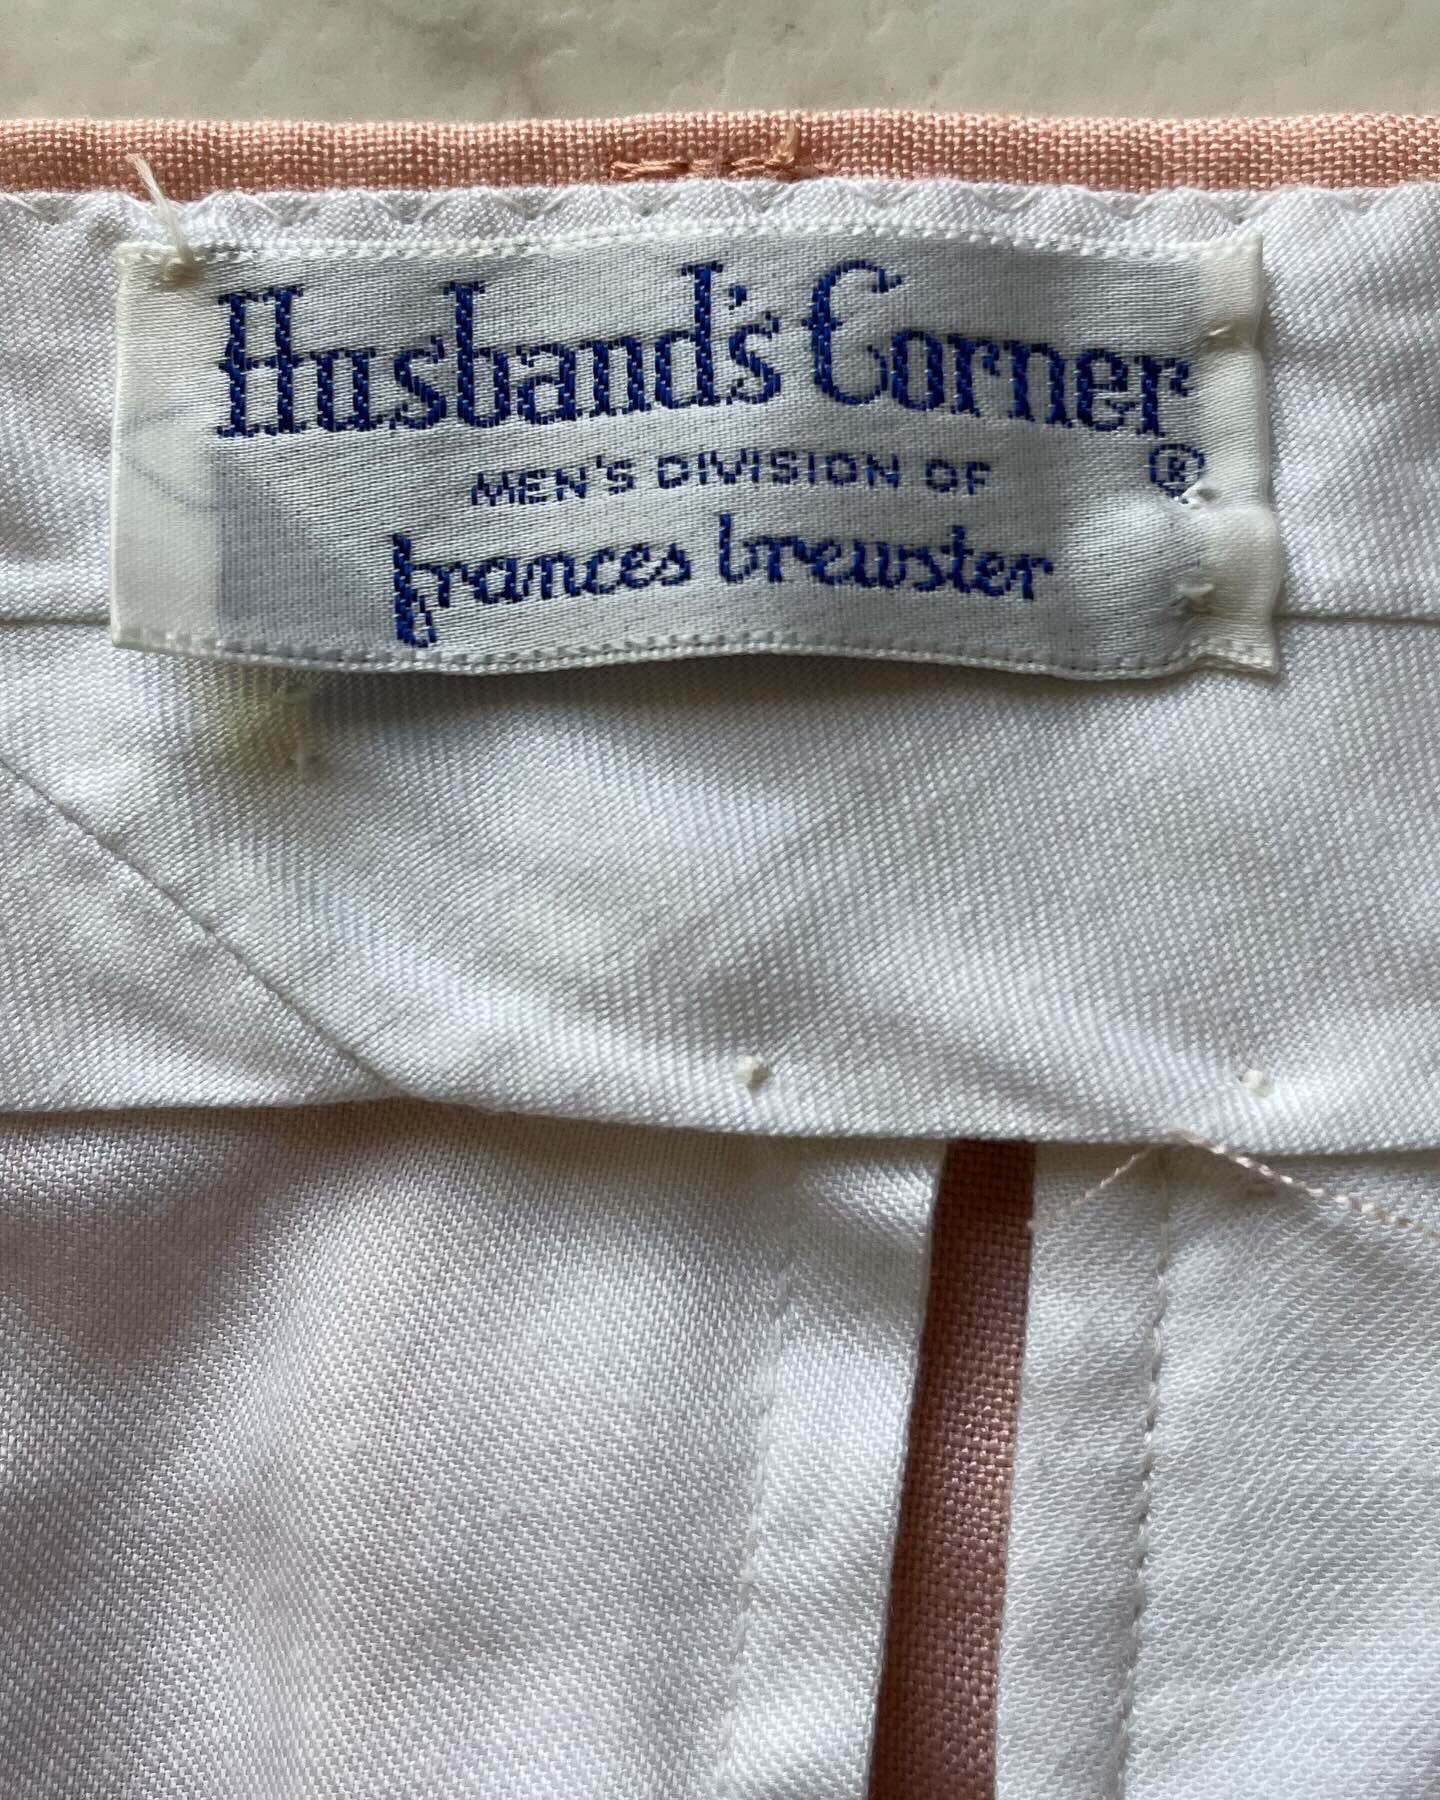 Husband's Corner®
MEN'S DIVISION OF
frances brewster